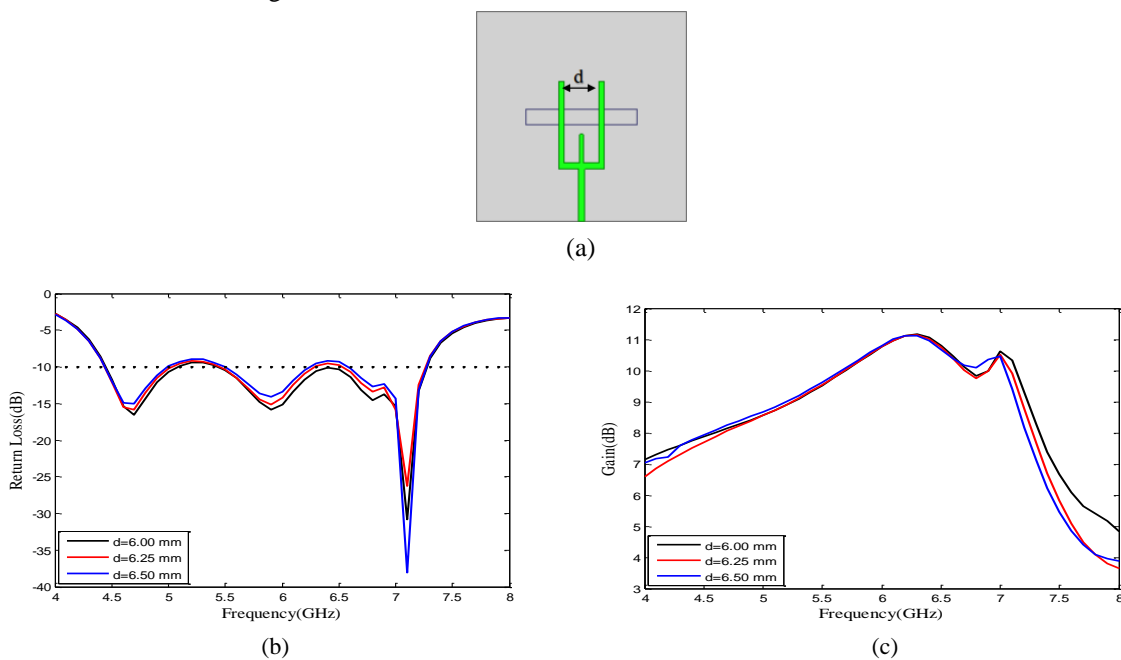 d
(a)
0
-5
-10
-15
-20
-25
-30
-35
-40
4
4.5
5
5.5
6
6.5
7
7.5
8
Return Loss(dB)
Frequency(GHz)
d=6.00 mm
d=6.25 mm
d=6.50 mm
(b)
12
11
10
9
8
7
6
5
4
3
4
4.5
5
5.5
6
6.5
7
7.5
8
Gain(dB)
Frequency(GHz)
d=6.00 mm
d=6.25 mm
d=6.50 mm
(c)